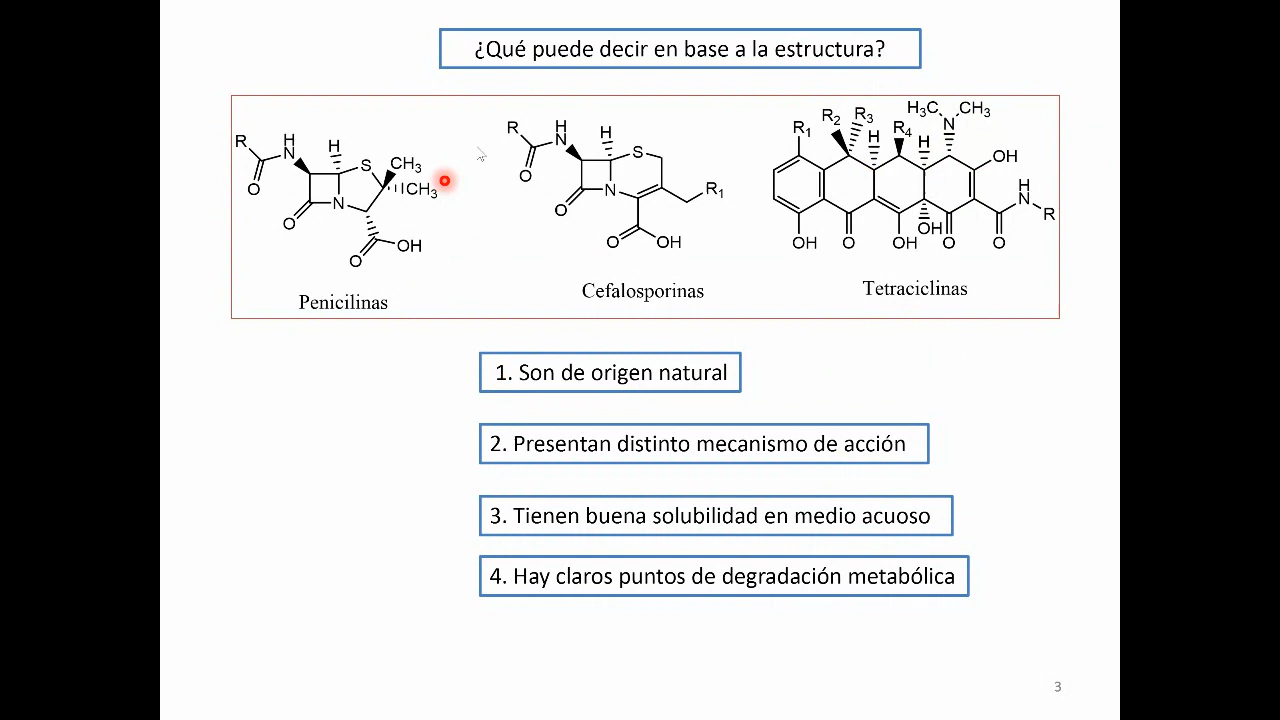 ¿Qué puede decir en base a la estructura?
R
H
N
O
H
S
CH₃
CH₃
N
O
OH
O
Penicilinas
R
H
N
O
H
S
N
O
R₁
O
OH
Cefalosporinas
H₃C
CH₃
N
R₁
R₂
R₃
H
R₄
H
OH
H
N
R
OH
O
OH
OH
O
O
Tetraciclinas
1. Son de origen natural
2. Presentan distinto mecanismo de acción
3. Tienen buena solubilidad en medio acuoso
4. Hay claros puntos de degradación metabólica
3